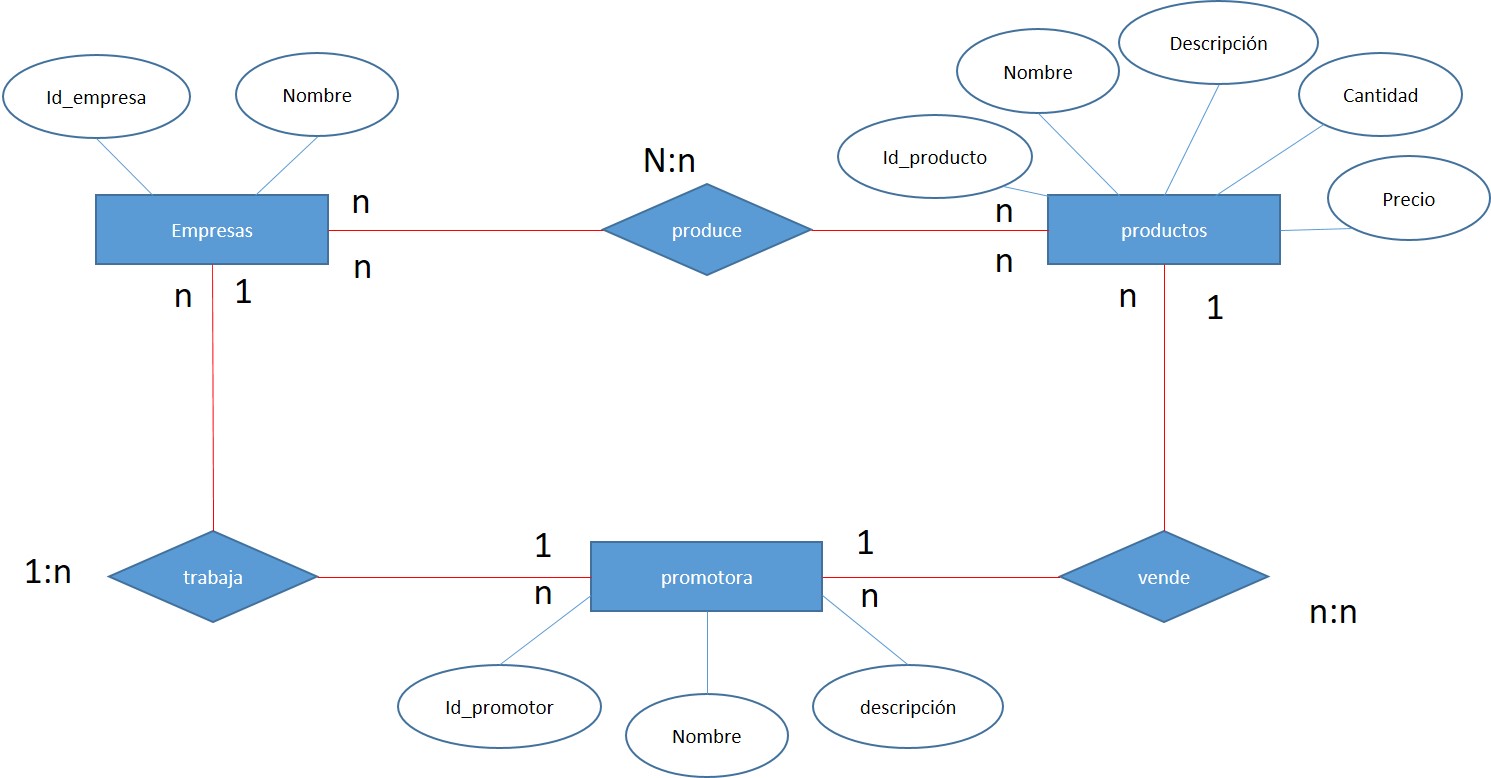 Descripción
Nombre
Id_empresa
Nombre
Cantidad
Id_producto
N:n
Precio
Empresas
n
produce
n
productos
n
n
n
1
n
1
1:n
trabaja
1
n
promotora
1
n
vende
n:n
Id_promotor
Nombre
descripción